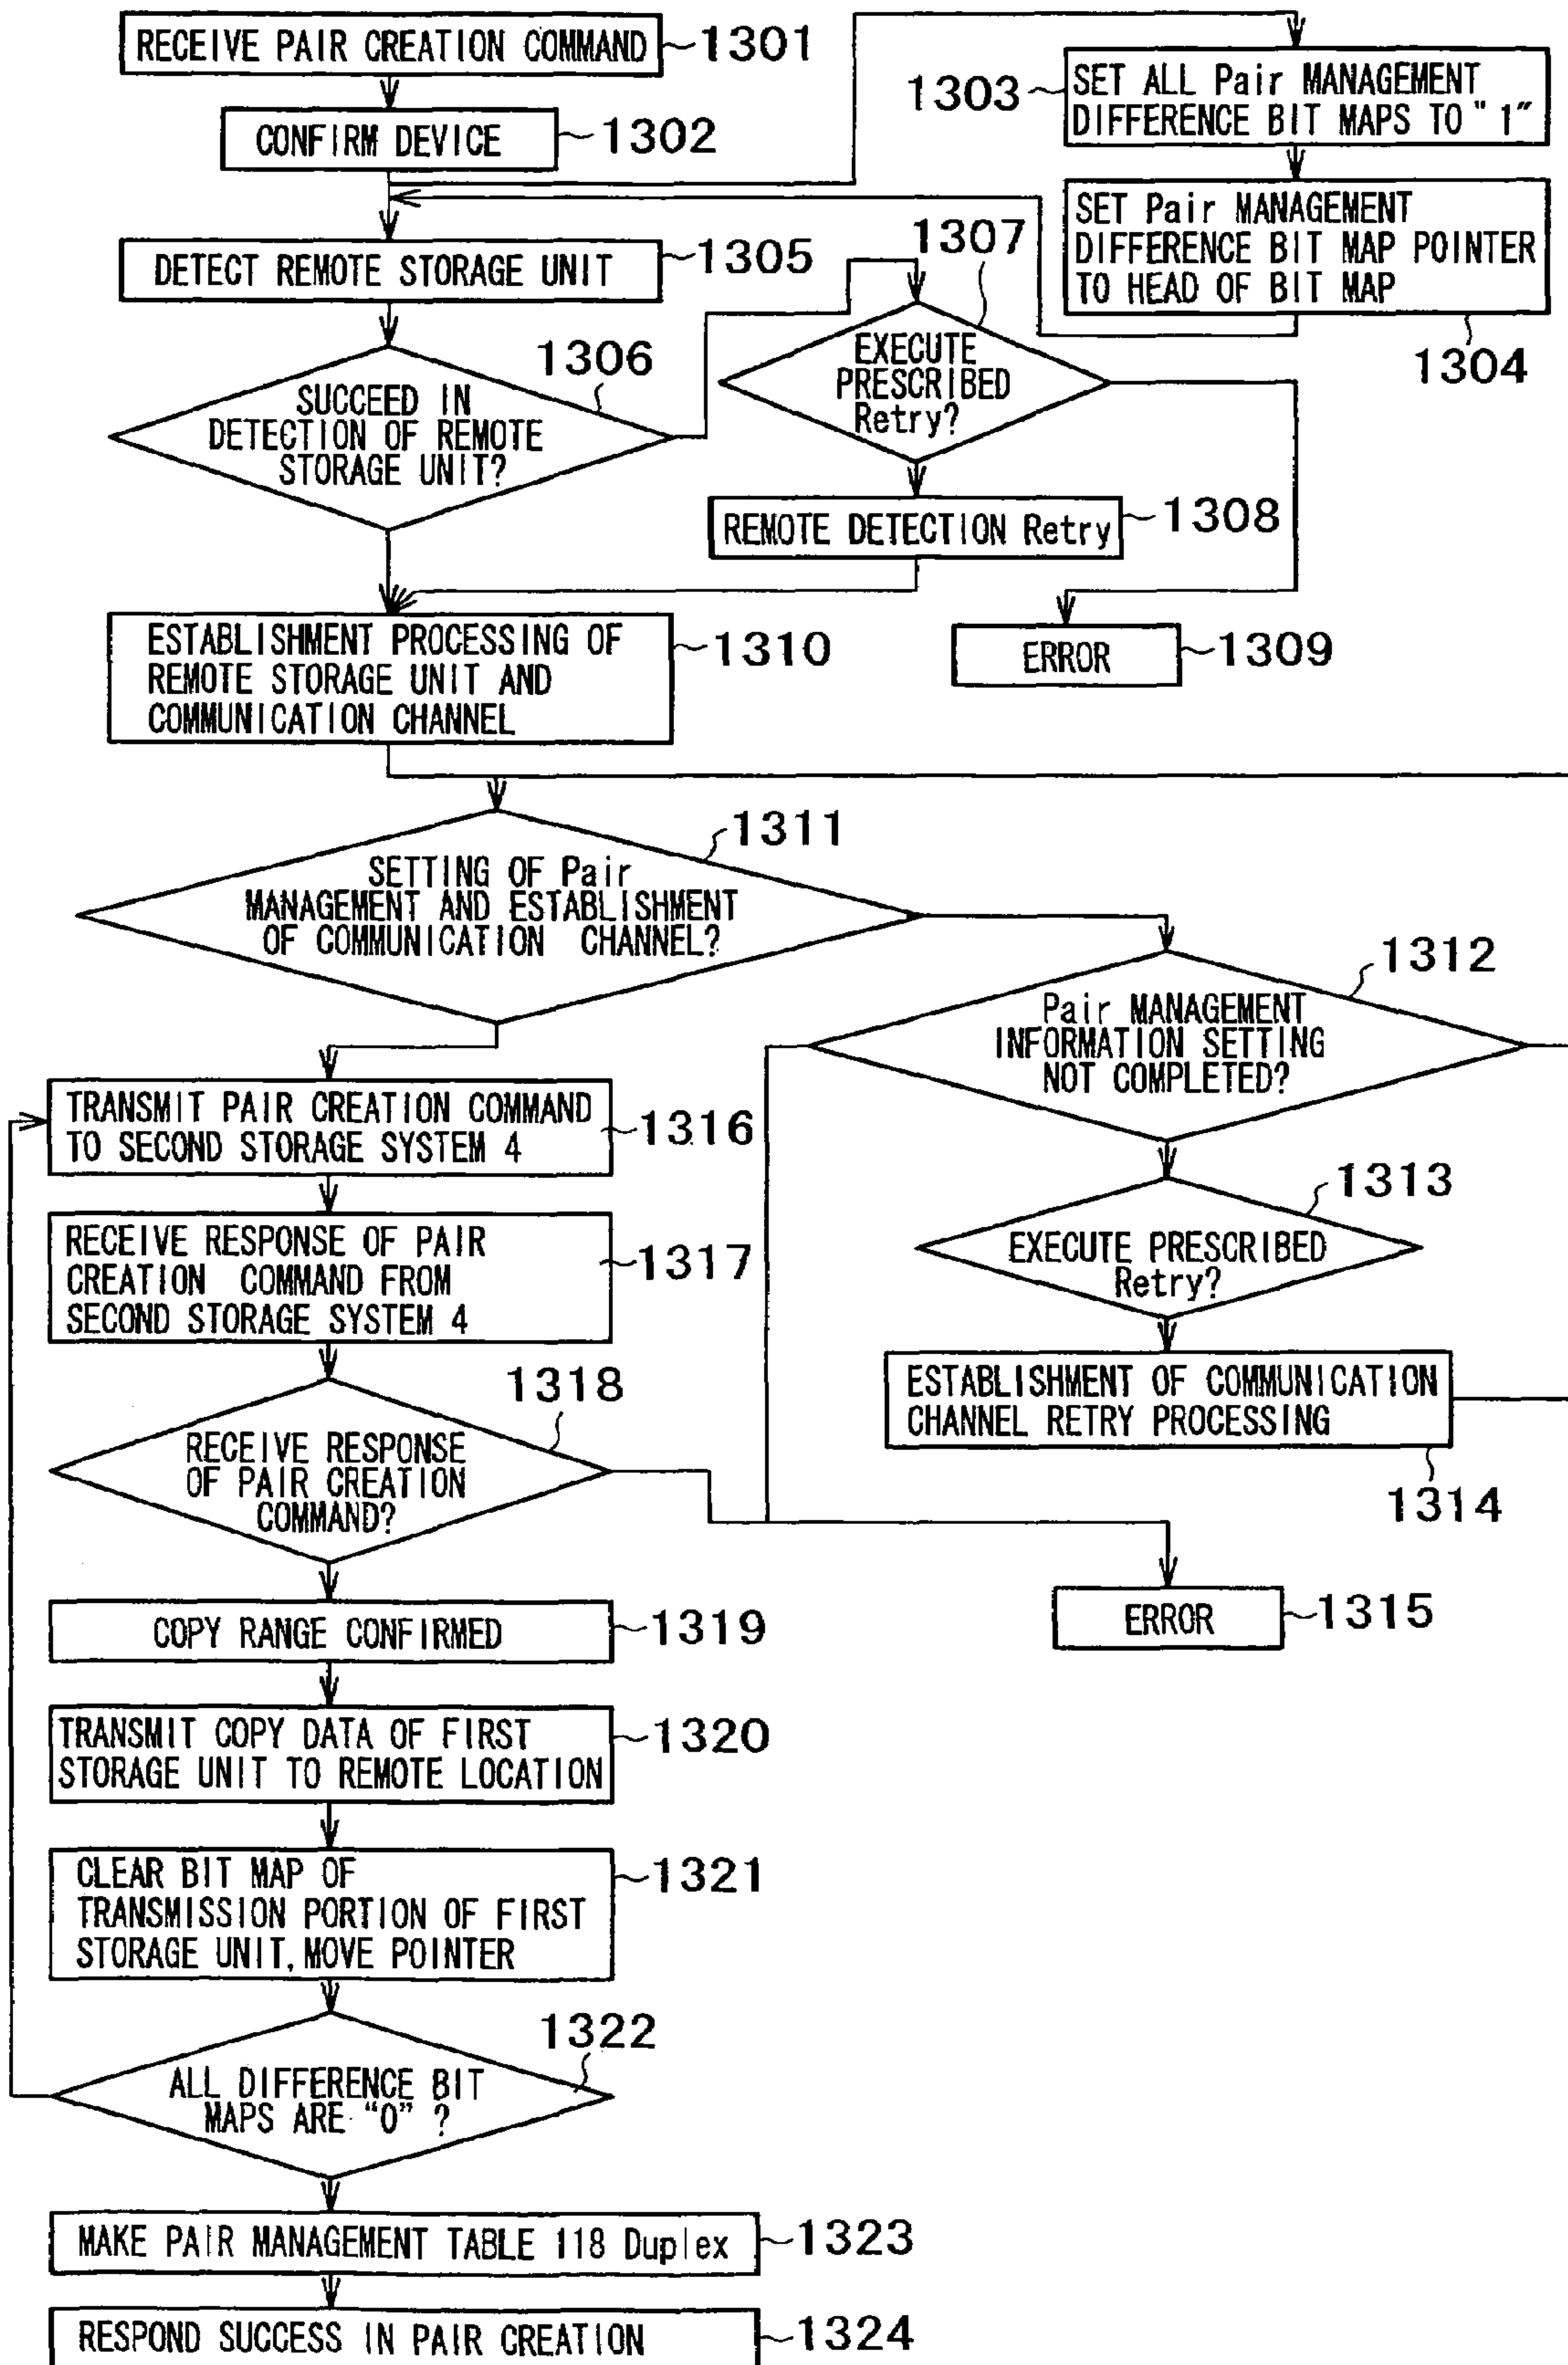 RECEIVE PAIR CREATION COMMAND
1301
CONFIRM DEVICE
1302
1303
SET ALL Pair MANAGEMENT
DIFFERENCE BIT MAPS TO "1"
SET Pair MANAGEMENT
DIFFERENCE BIT MAP POINTER
TO HEAD OF BIT MAP
1304
DETECT REMOTE STORAGE UNIT
1305
1306
SUCCEED IN
DETECTION OF REMOTE
STORAGE UNIT?
1307
EXECUTE
PRESCRIBED
Retry?
REMOTE DETECTION Retry
1308
ERROR
1309
ESTABLISHMENT PROCESSING OF
REMOTE STORAGE UNIT AND
COMMUNICATION CHANNEL
1310
1311
SETTING OF Pair
MANAGEMENT AND ESTABLISHMENT
OF COMMUNICATION CHANNEL?
1312
Pair MANAGEMENT
INFORMATION SETTING
NOT COMPLETED?
1313
EXECUTE PRESCRIBED
Retry?
ESTABLISHMENT OF COMMUNICATION
CHANNEL RETRY PROCESSING
1314
ERROR
1315
TRANSMIT PAIR CREATION COMMAND
TO SECOND STORAGE SYSTEM 4
1316
RECEIVE RESPONSE OF PAIR
CREATION COMMAND FROM
SECOND STORAGE SYSTEM 4
1317
1318
RECEIVE RESPONSE
OF PAIR CREATION
COMMAND?
COPY RANGE CONFIRMED
1319
TRANSMIT COPY DATA OF FIRST
STORAGE UNIT TO REMOTE LOCATION
1320
CLEAR BIT MAP OF
TRANSMISSION PORTION OF FIRST
STORAGE UNIT, MOVE POINTER
1321
1322
ALL DIFFERENCE BIT
MAPS ARE "0" ?
MAKE PAIR MANAGEMENT TABLE 118 Duplex
1323
RESPOND SUCCESS IN PAIR CREATION
1324